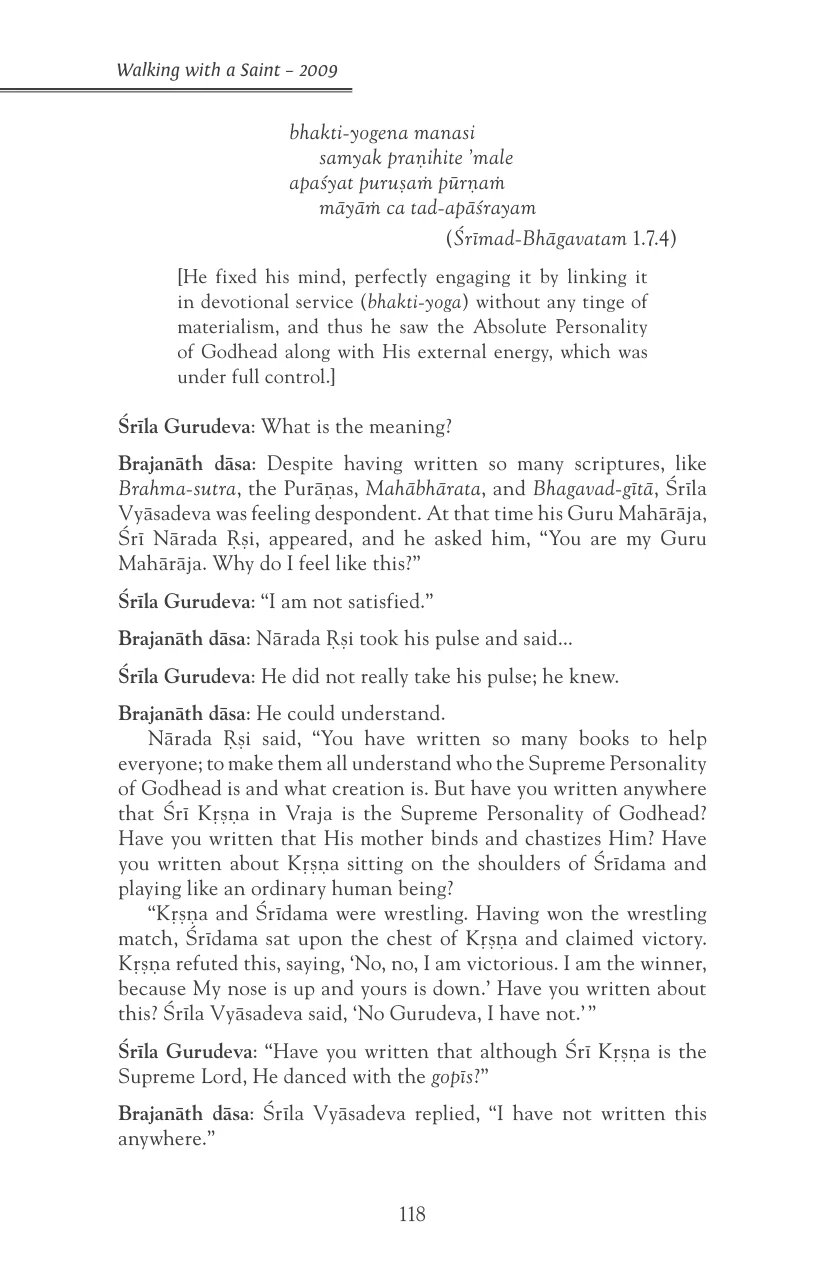 Walking with a Saint – 2009
bhakti-yogena manasi
samyak praṇihite ’male
apaśyat puruṣaṁ pūrṇaṁ
māyāṁ ca tad-apāśrayam
(Śrīmad-Bhāgavatam 1.7.4)
[He fixed his mind, perfectly engaging it by linking it
in devotional service (bhakti-yoga) without any tinge of
materialism, and thus he saw the Absolute Personality
of Godhead along with His external energy, which was
under full control.]
Śrīla Gurudeva: What is the meaning?
Brajanāth dāsa: Despite having written so many scriptures, like
Brahma-sutra, the Purāṇas, Mahābhārata, and Bhagavad-gītā, Śrīla
Vyāsadeva was feeling despondent. At that time his Guru Mahārāja,
Śrī Nārada Ṛṣi, appeared, and he asked him, “You are my Guru
Mahārāja. Why do I feel like this?”
Śrīla Gurudeva: “I am not satisfied.”
Brajanāth dāsa: Nārada Ṛṣi took his pulse and said...
Śrīla Gurudeva: He did not really take his pulse; he knew.
Brajanāth dāsa: He could understand.
Nārada Ṛṣi said, “You have written so many books to help
everyone; to make them all understand who the Supreme Personality
of Godhead is and what creation is. But have you written anywhere
that Śrī Kṛṣṇa in Vraja is the Supreme Personality of Godhead?
Have you written that His mother binds and chastizes Him? Have
you written about Kṛṣṇa sitting on the shoulders of Śrīdama and
playing like an ordinary human being?
“Kṛṣṇa and Śrīdama were wrestling. Having won the wrestling
match, Śrīdama sat upon the chest of Kṛṣṇa and claimed victory.
Kṛṣṇa refuted this, saying, ‘No, no, I am victorious. I am the winner,
because My nose is up and yours is down.’ Have you written about
this? Śrīla Vyāsadeva said, ‘No Gurudeva, I have not.’”
Śrīla Gurudeva: “Have you written that although Śrī Kṛṣṇa is the
Supreme Lord, He danced with the gopīs?”
Brajanāth dāsa: Śrīla Vyāsadeva replied, “I have not written this
anywhere.”
118